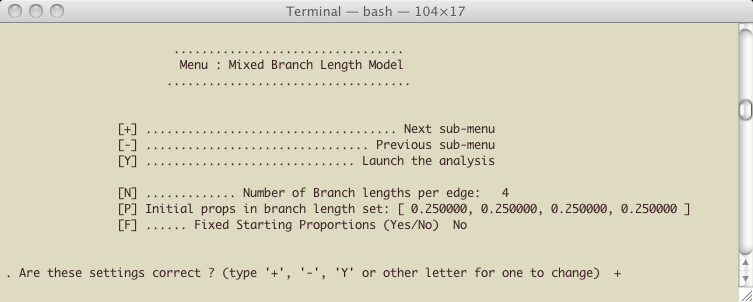 Terminal — bash — 104×17
.................................
Menu : Mixed Branch Length Model
...................................
[+] .................................... Next sub-menu
[-] ................................ Previous sub-menu
[Y] .............................. Launch the analysis
[N] ............. Number of Branch lengths per edge:   4
[P] Initial props in branch length set: [ 0.250000, 0.250000, 0.250000, 0.250000 ]
[F] ...... Fixed Starting Proportions (Yes/No)  No
. Are these settings correct ? (type '+', '-', 'Y' or other letter for one to change)  +